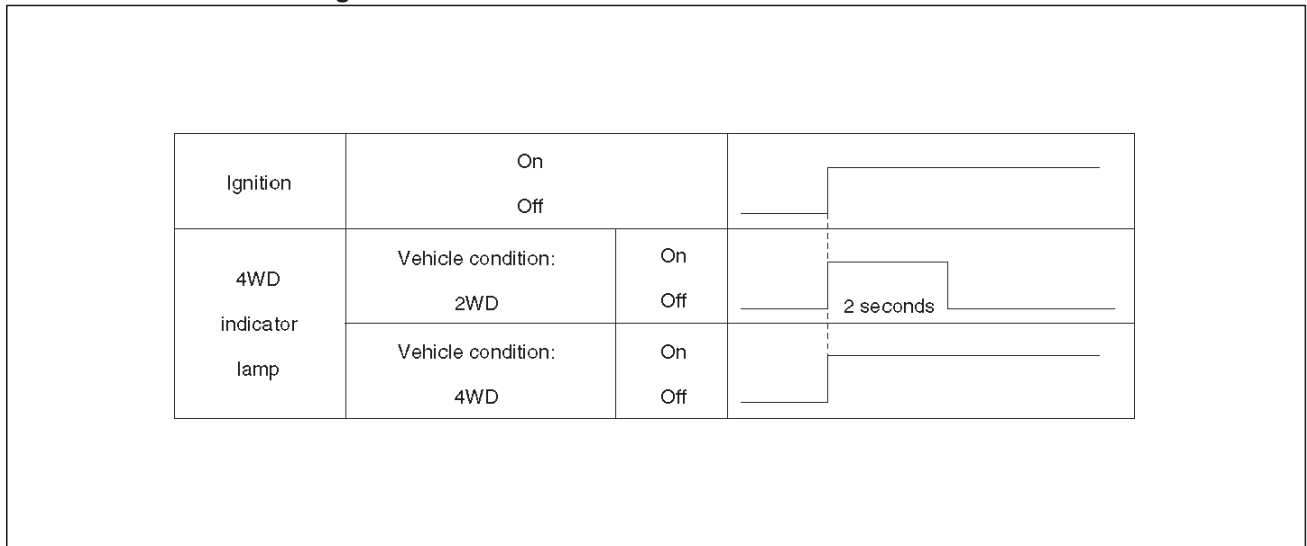 Ignition
On
Off
4WD
indicator
lamp
Vehicle condition:
2WD
On
Off
2 seconds
Vehicle condition:
4WD
On
Off